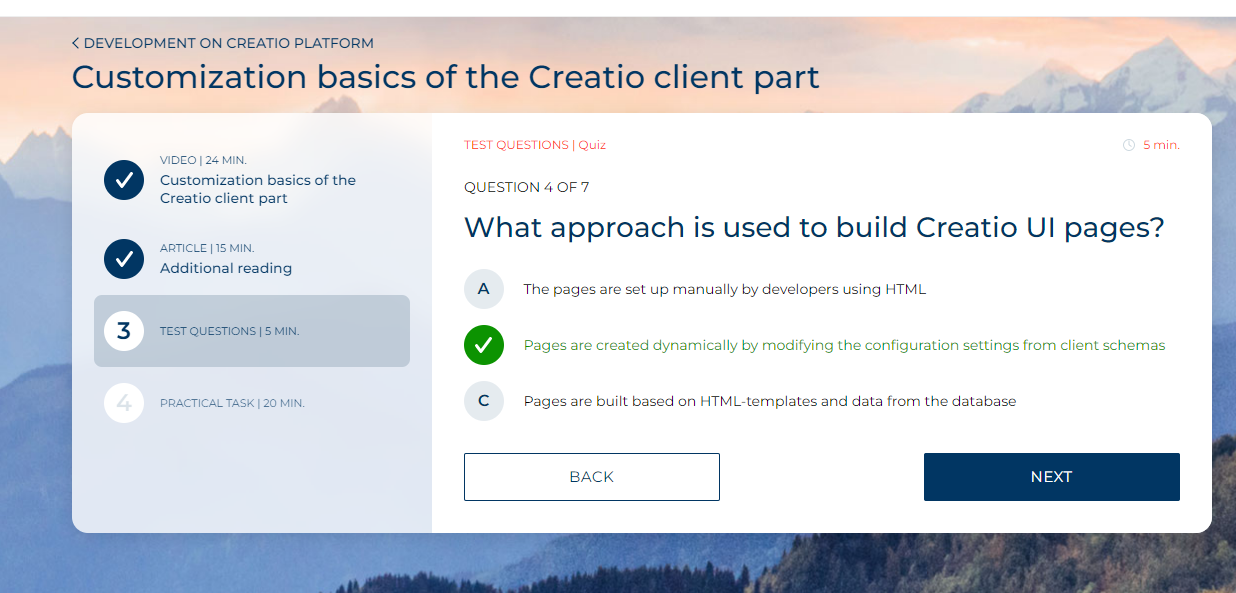 DEVELOPMENT ON CREATIO PLATFORM
Customization basics of the Creatio client part
VIDEO | 24 MIN.
Customization basics of the
Creatio client part
ARTICLE | 15 MIN.
Additional reading
3
TEST QUESTIONS | 5 MIN.
4
PRACTICAL TASK | 20 MIN.
TEST QUESTIONS | Quiz
5 min.
QUESTION 4 OF 7
What approach is used to build Creatio UI pages?
A
The pages are set up manually by developers using HTML
Pages are created dynamically by modifying the configuration settings from client schemas
C
Pages are built based on HTML-templates and data from the database
BACK
NEXT